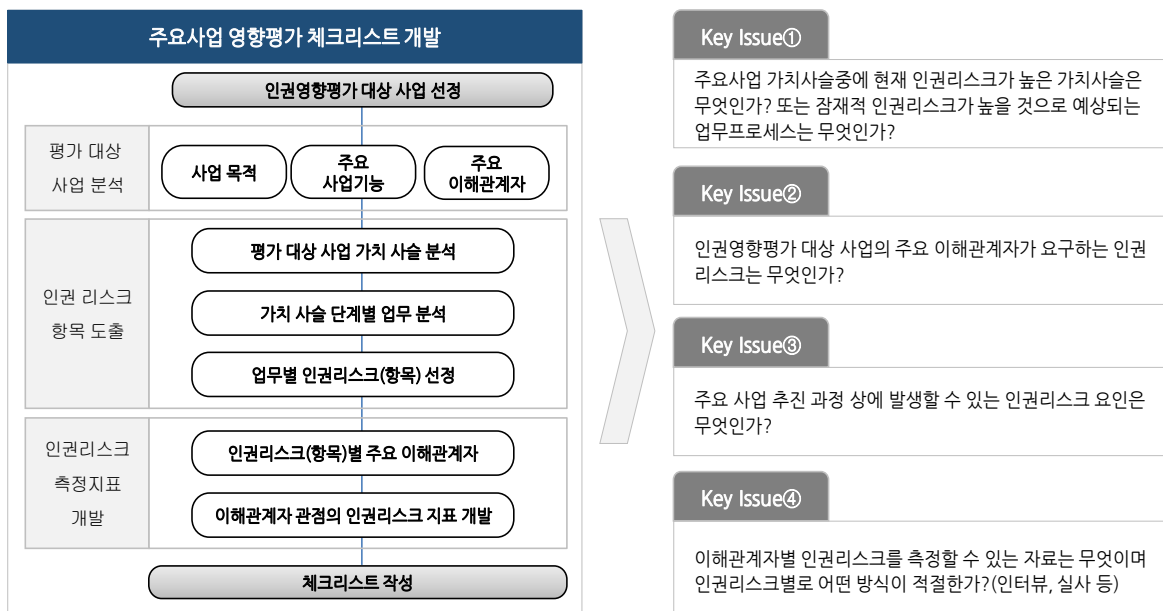 주요사업 영향평가 체크리스트 개발
인권영향평가 대상 사업 선정
평가 대상
사업 분석
사업 목적
주요
사업기능
주요
이해관계자
인권 리스크
항목 도출
평가 대상 사업 가치 사슬 분석
가치 사슬 단계별 업무 분석
업무별 인권리스크(항목) 선정
인권리스크
측정지표
개발
인권리스크(항목)별 주요 이해관계자
이해관계자 관점의 인권리스크 지표 개발
체크리스트 작성
Key Issue①
주요사업 가치사슬중에 현재 인권리스크가 높은 가치사슬은
무엇인가? 또는 잠재적 인권리스크가 높을 것으로 예상되는
업무프로세스는 무엇인가?
Key Issue②
인권영향평가 대상 사업의 주요 이해관계자가 요구하는 인권
리스크는 무엇인가?
Key Issue③
주요 사업 추진 과정 상에 발생할 수 있는 인권리스크 요인은
무엇인가?
Key Issue④
이해관계자별 인권리스크를 측정할 수 있는 자료는 무엇이며
인권리스크별로 어떤 방식이 적절한가?(인터뷰, 실사 등)